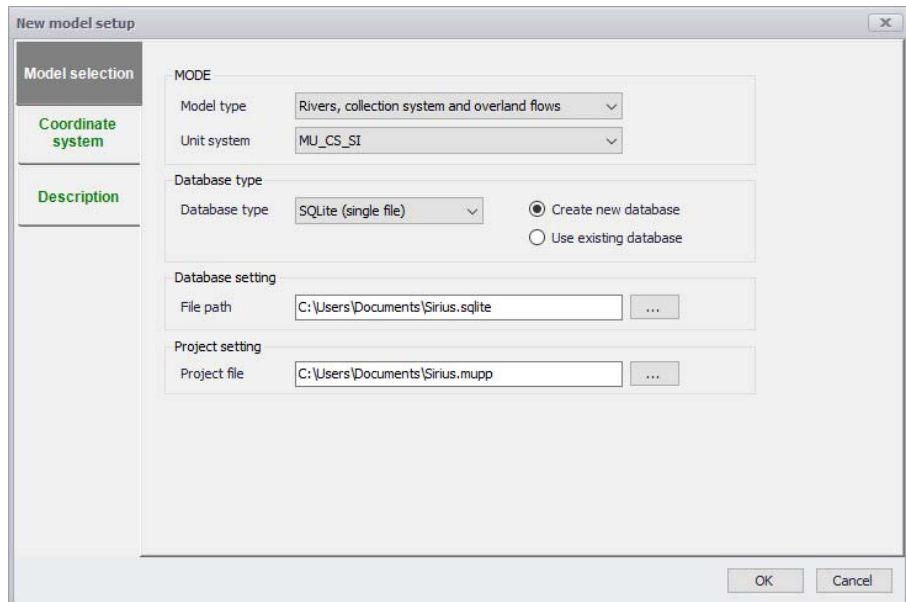 New model setup
Model selection
Coordinate
system
Description
MODE
Model type Rivers, collection system and overland flows
Unit system MU_CS_SI
Database type
Database type SQLite (single file) Create new database
Use existing database
Database setting
File path C:\Users\Documents\Sirius.sqlite ...
Project setting
Project file C:\Users\Documents\Sirius.mupp ...
OK Cancel